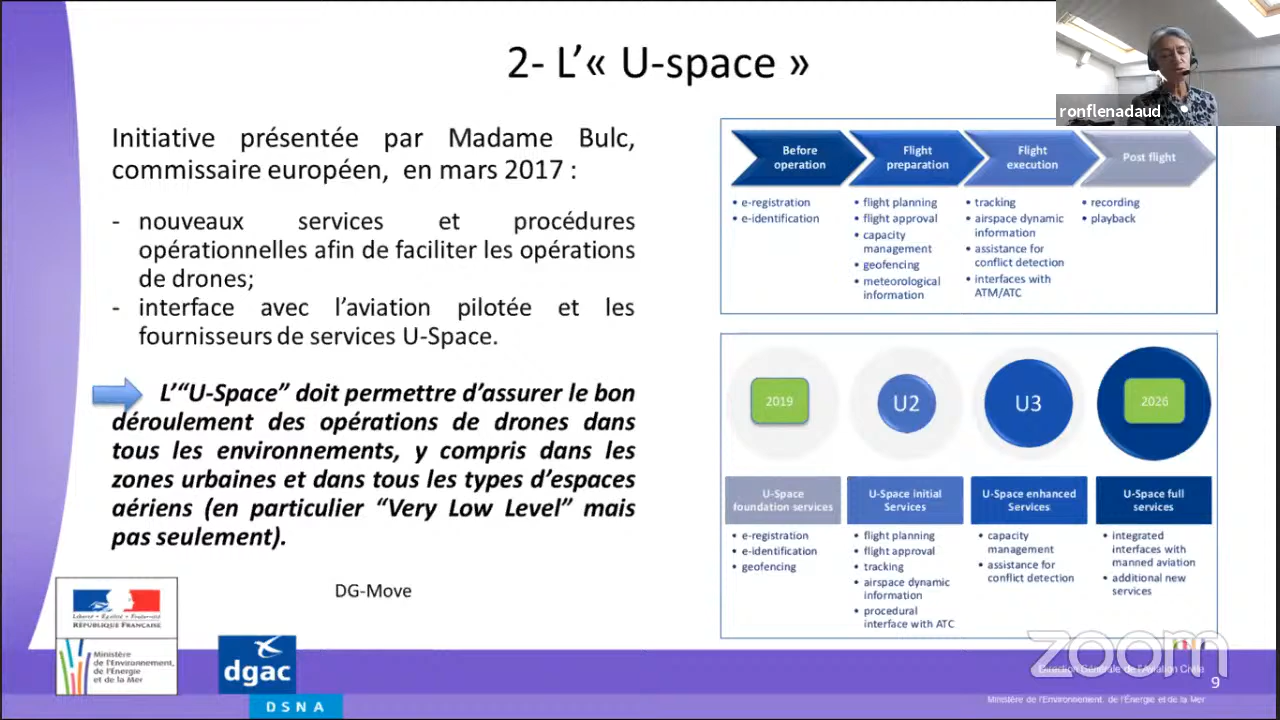 2- L’« U-space »
ronflenadaud
Initiative présentée par Madame Bulc,
commissaire européen, en mars 2017 :
- nouveaux services et procédures
opérationnelles afin de faciliter les opérations
de drones;
- interface avec l’aviation pilotée et les
fournisseurs de services U-Space.
L’“U-Space” doit permettre d’assurer le bon
déroulement des opérations de drones dans
tous les environnements, y compris dans les
zones urbaines et dans tous les types d’espaces
aériens (en particulier “Very Low Level” mais
pas seulement).
DG-Move
Before
operation
• e-registration
• e-identification
Flight
preparation
• flight planning
• flight approval
• capacity
management
• geofencing
• meteorological
information
Flight
execution
• tracking
• airspace dynamic
information
• assistance for
conflict detection
• interfaces with
ATM/ATC
Post flight
• recording
• playback
2019
U-Space
foundation services
• e-registration
• e-identification
• geofencing
U2
U-Space initial
Services
• flight planning
• flight approval
• tracking
• airspace dynamic
information
• procedural
interface with ATC
U3
U-Space enhanced
Services
• capacity
management
• assistance for
conflict detection
2026
U-Space full
services
• integrated
interfaces with
manned aviation
• additional new
services
Liberté • Égalité • Fraternité
RÉPUBLIQUE FRANÇAISE
Ministère
de l'Environnement,
de l'Énergie
et de la Mer
dgac
DSNA
zoom
Direction Générale de l'Aviation Civile
9
Ministère de l'Environnement, de l'Énergie et de la Mer